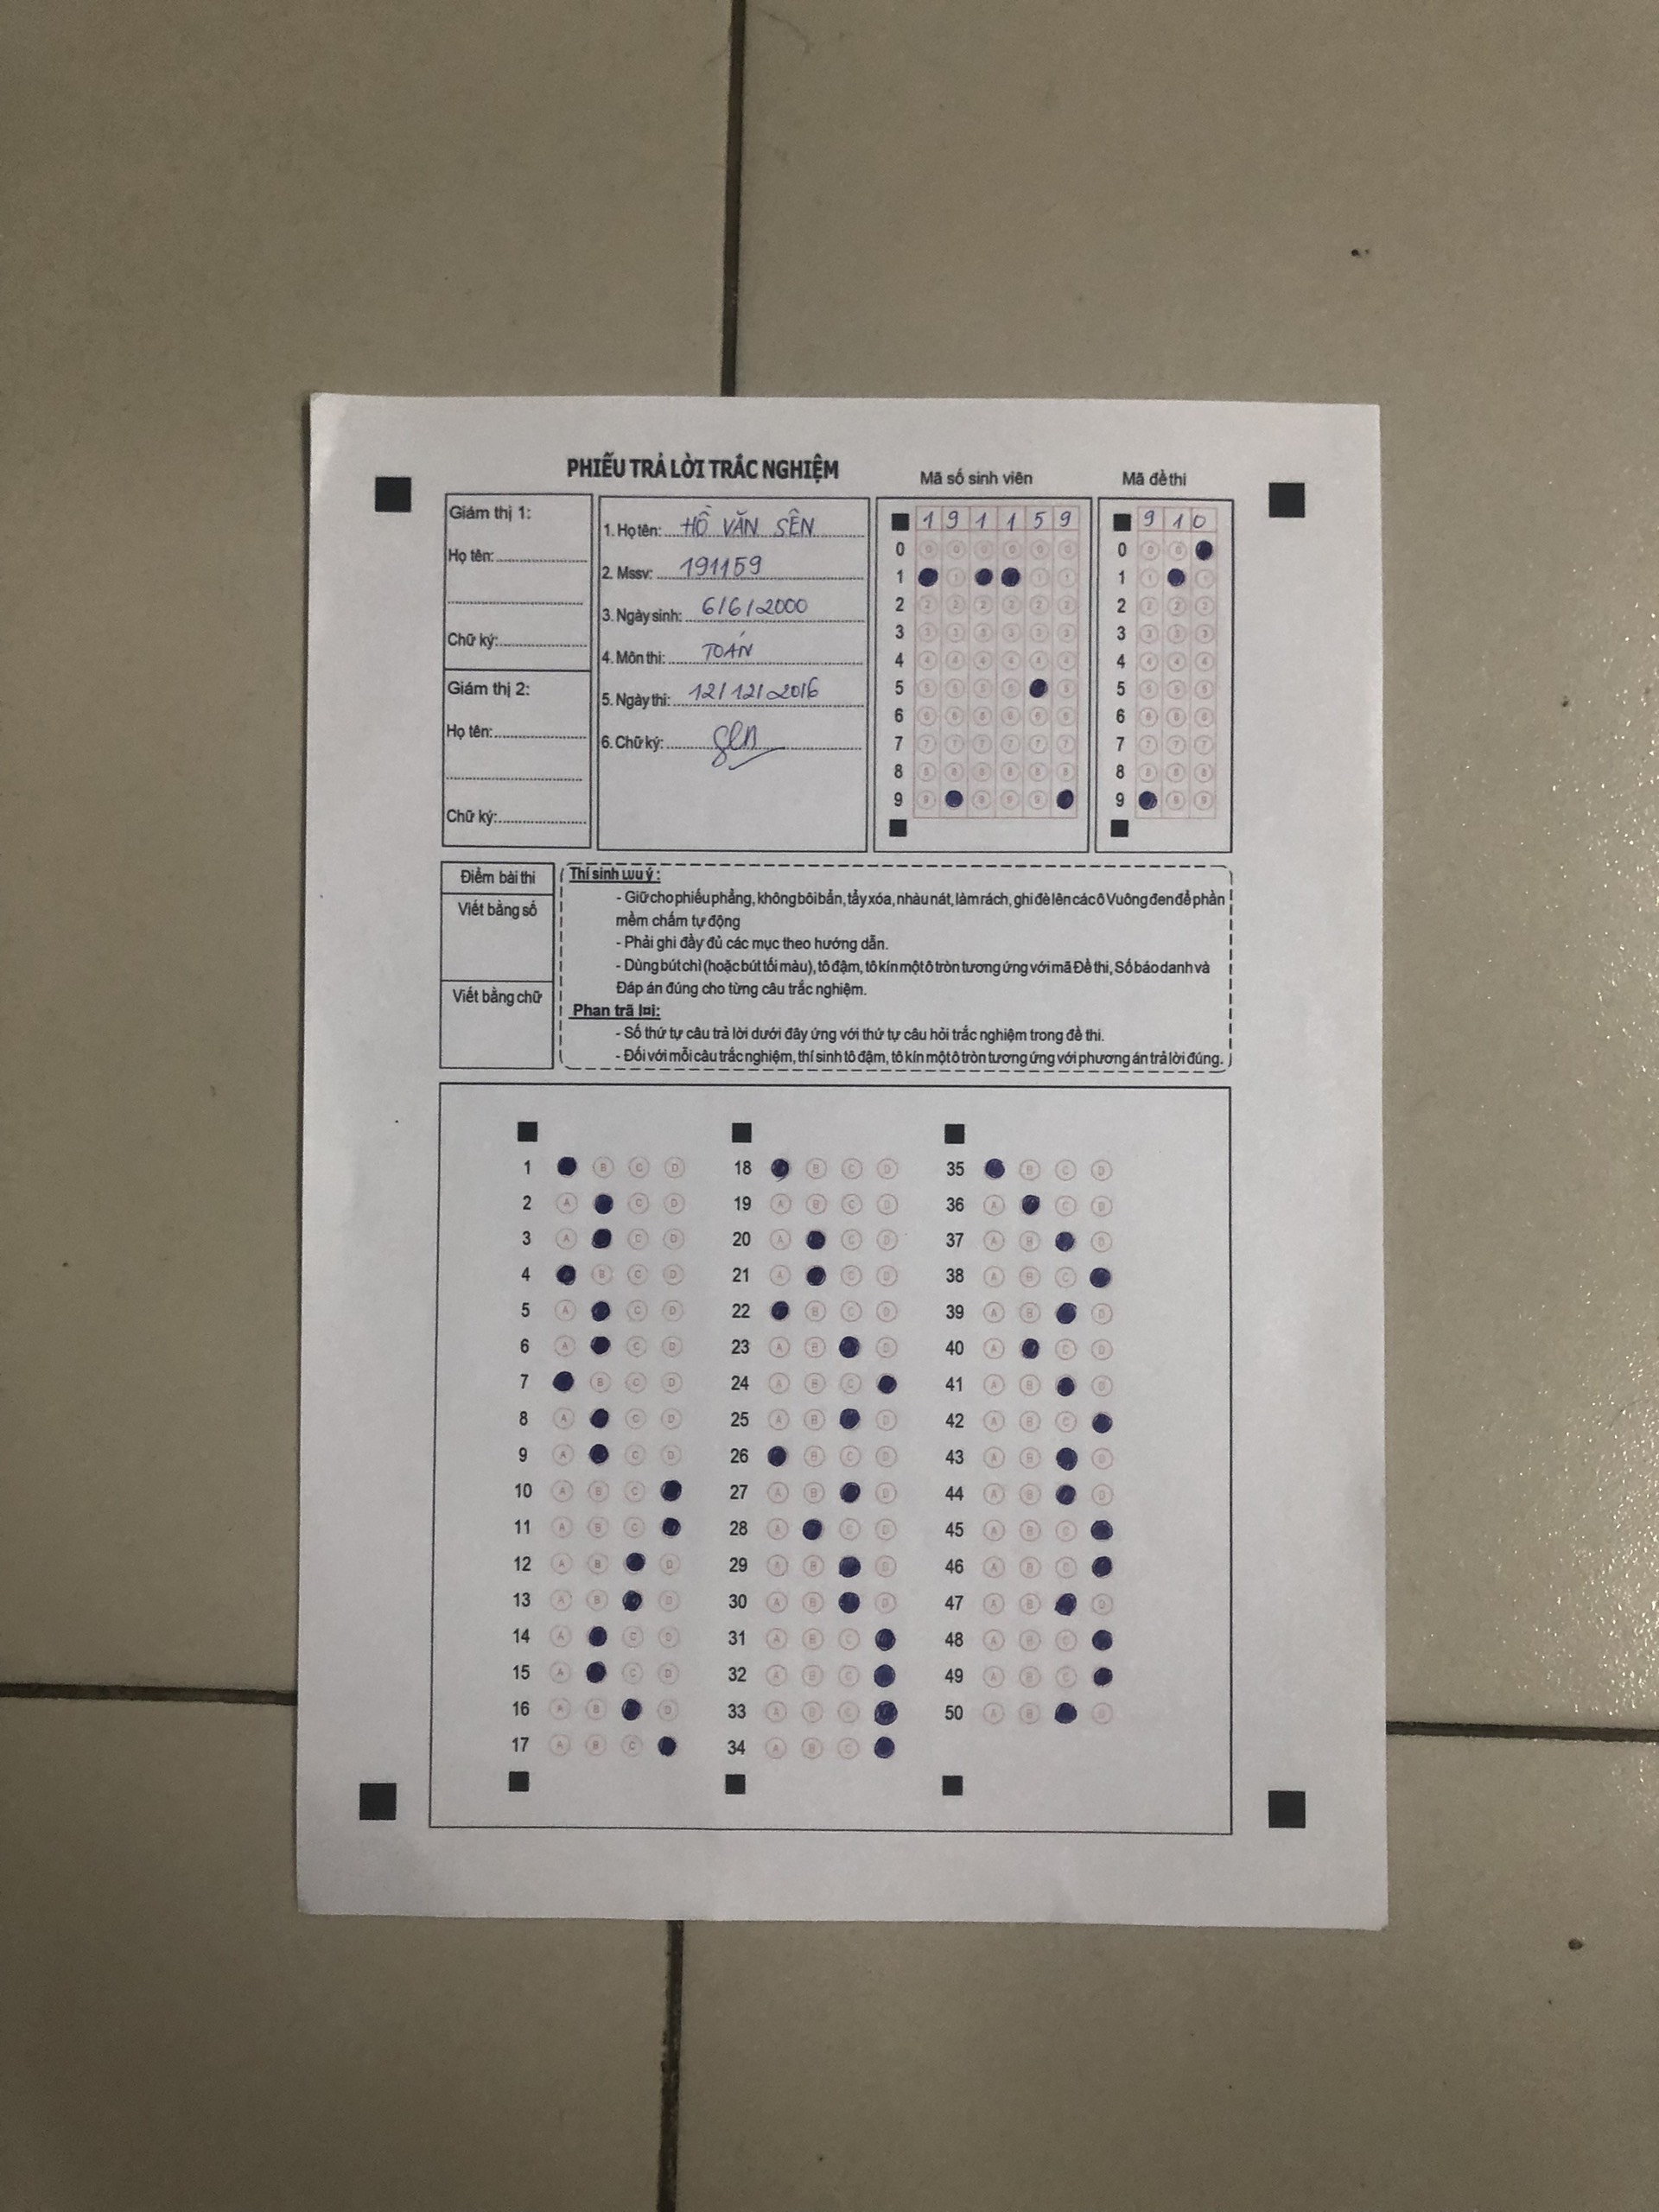 PHIẾU TRẢ LỜI TRẮC NGHIỆM
Mã số sinh viên
Mã đề thi
Giám thị 1:
Họ tên:
Chữ ký:
Giám thị 2:
Họ tên:
Chữ ký:
1. Họ tên: HỒ VĂN SÊN
2. Mssv: 191159
3. Ngày sinh: 6/6/2000
4. Môn thi: TOÁN
5. Ngày thi: 12/12/2016
6. Chữ ký: Sên
1 9 1 1 5 9
0
1
2
3
4
5
6
7
8
9
9 1 0
0
1
2
3
4
5
6
7
8
9
Điểm bài thi
Viết bằng số
Viết bằng chữ
Thí sinh Lưu ý:
- Giữ cho phiếu phẳng, không bôi bẩn, tẩy xóa, nhàu nát, làm rách, ghi đè lên các ô Vuông đen để phần
mềm chấm tự động
- Phải ghi đầy đủ các mục theo hướng dẫn.
- Dùng bút chì (hoặc bút tối màu), tô đậm, tô kín một ô tròn tương ứng với mã Đề thi, Số báo danh và
Đáp án đúng cho từng câu trắc nghiệm.
Phan trã l¤i:
- Số thứ tự câu trả lời dưới đây ứng với thứ tự câu hỏi trắc nghiệm trong đề thi.
- Đối với mỗi câu trắc nghiệm, thí sinh tô đậm, tô kín một ô tròn tương ứng với phương án trả lời đúng.
1 B C D
2 A C D
3 A C D
4 B C D
5 A C D
6 A C D
7 B C D
8 A C D
9 A C D
10 A B C
11 A B C
12 A B D
13 A B D
14 A C D
15 A C D
16 A B D
17 A B C
18 B C D
19 A B C D
20 A C D
21 A C D
22 B C D
23 A B D
24 A B C
25 A B D
26 B C D
27 A B D
28 A C D
29 A B D
30 A B D
31 A B C
32 A B C
33 A B C
34 A B C
35 B C D
36 A C D
37 A B D
38 A B C
39 A B D
40 A C D
41 A B D
42 A B C
43 A B D
44 A B D
45 A B C
46 A B C
47 A B D
48 A B C
49 A B C
50 A B D